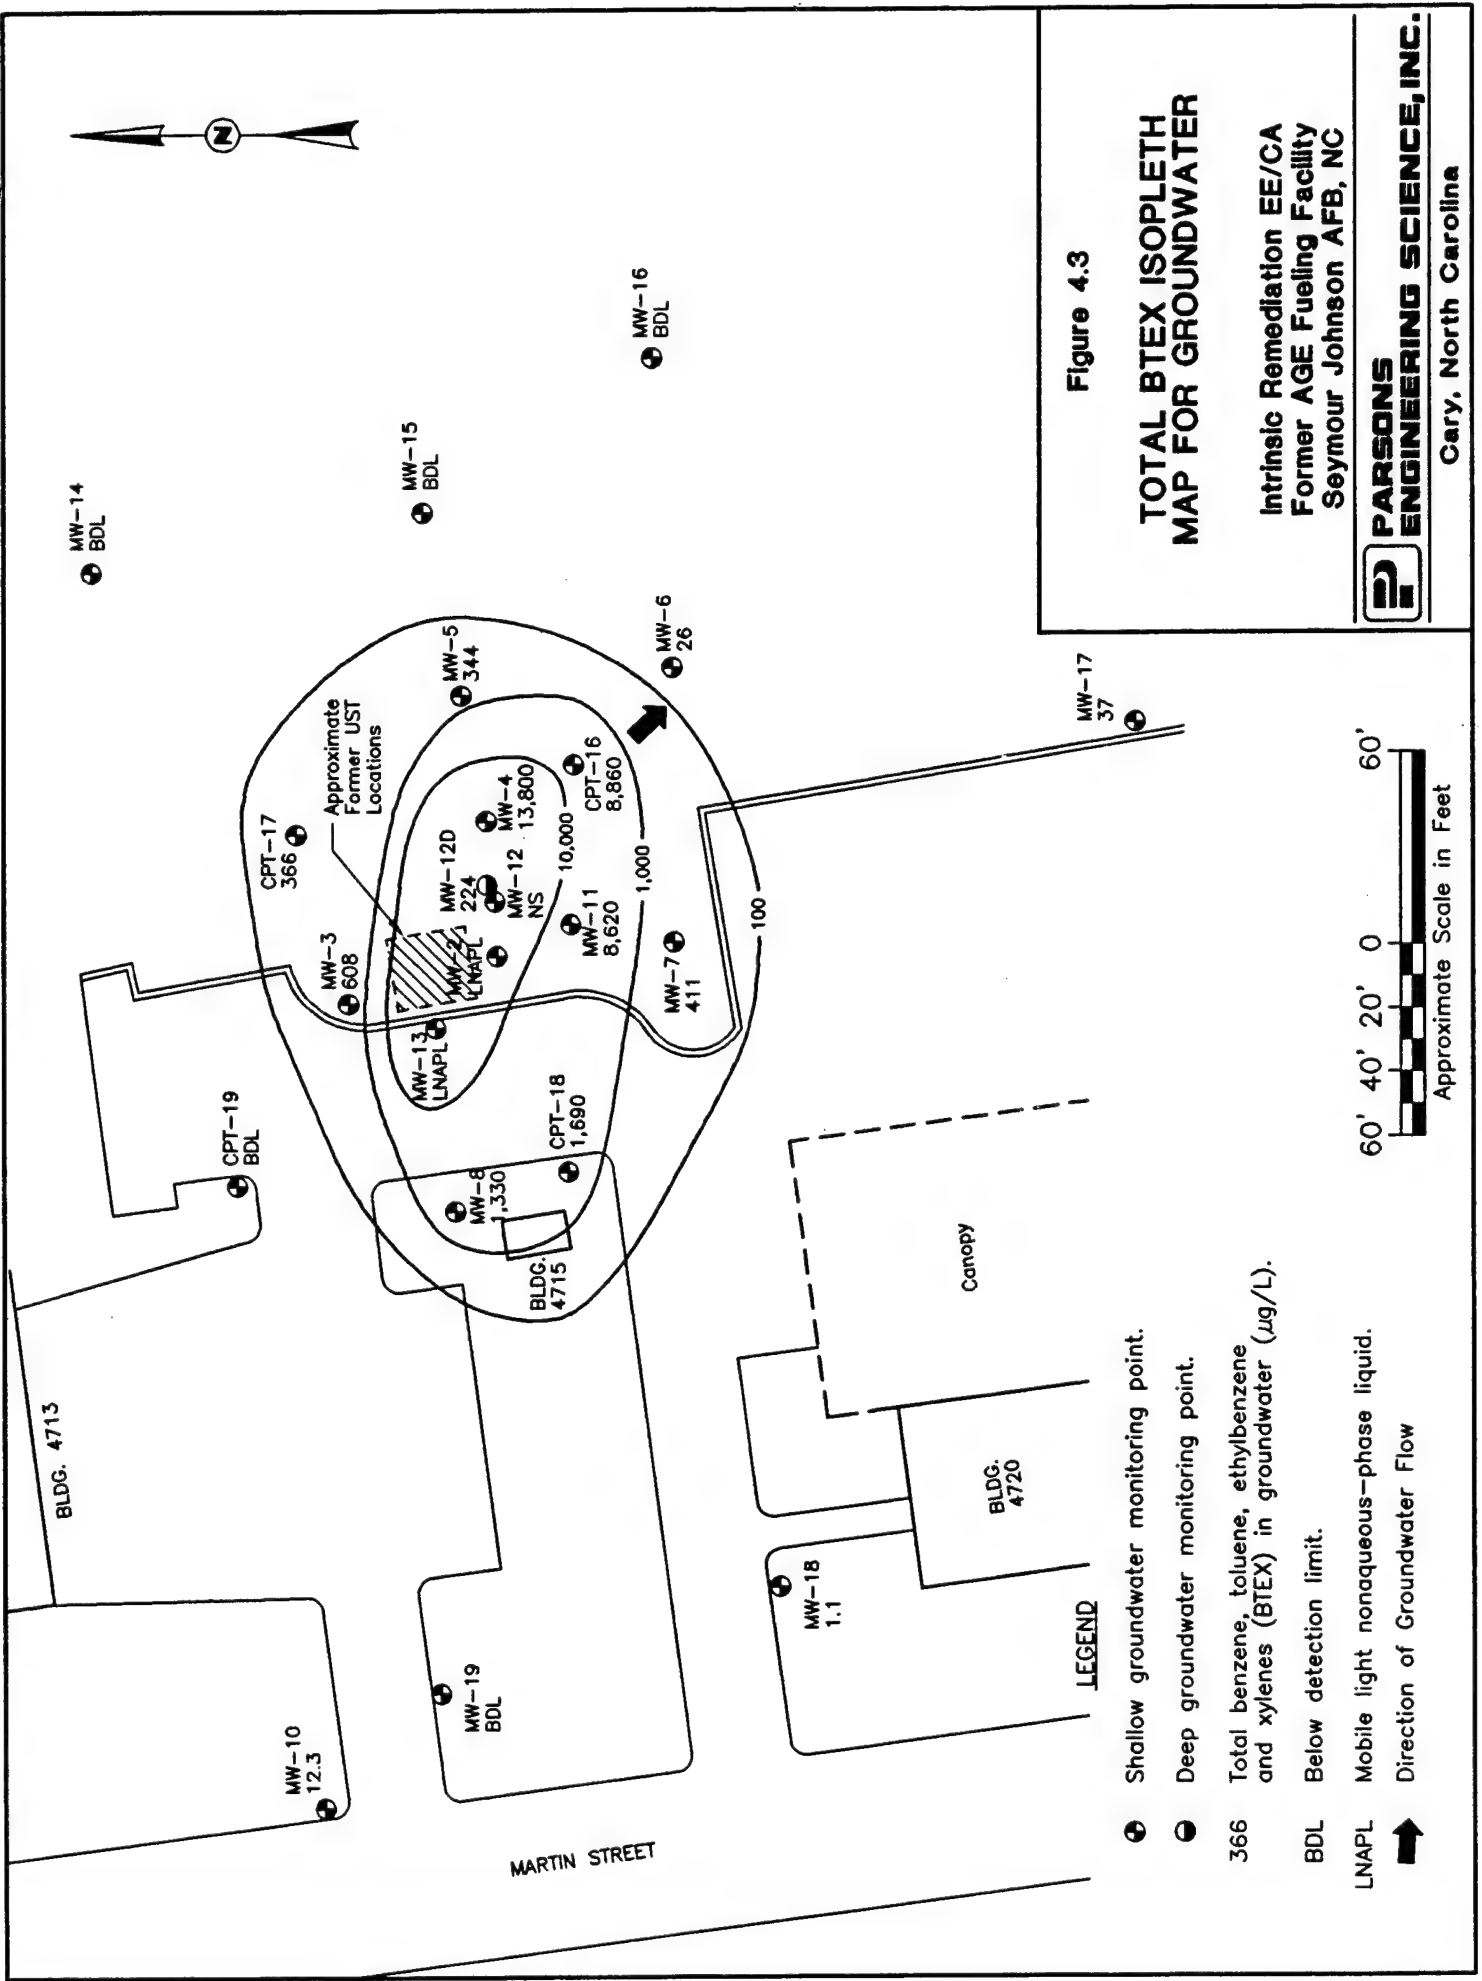 N
BLDG. 4713
MW-14
BDL
MW-10
12.3
CPT-19
BDL
CPT-17
366
Approximate
Former UST
Locations
MW-3
608
MW-15
BDL
MW-5
344
MW-13
LNAPL
MW-2
LNAPL
MW-12D
224
MW-12
NS
MW-4
13,800
10,000
MW-19
BDL
MW-8
1,330
BLDG.
4715
CPT-18
1,690
MW-11
8,620
CPT-16
8,860
1,000
MW-16
BDL
MW-6
26
MW-7
411
100
MARTIN STREET
MW-18
1.1
Canopy
BLDG.
4720
MW-17
37
LEGEND
Shallow groundwater monitoring point.
Deep groundwater monitoring point.
366 Total benzene, toluene, ethylbenzene
and xylenes (BTEX) in groundwater (µg/L).
BDL Below detection limit.
LNAPL Mobile light nonaqueous-phase liquid.
Direction of Groundwater Flow
60' 40' 20' 0 60'
Approximate Scale in Feet
Figure 4.3
TOTAL BTEX ISOPLETH
MAP FOR GROUNDWATER
Intrinsic Remediation EE/CA
Former AGE Fueling Facility
Seymour Johnson AFB, NC
PARSONS
ENGINEERING SCIENCE, INC.
Cary, North Carolina